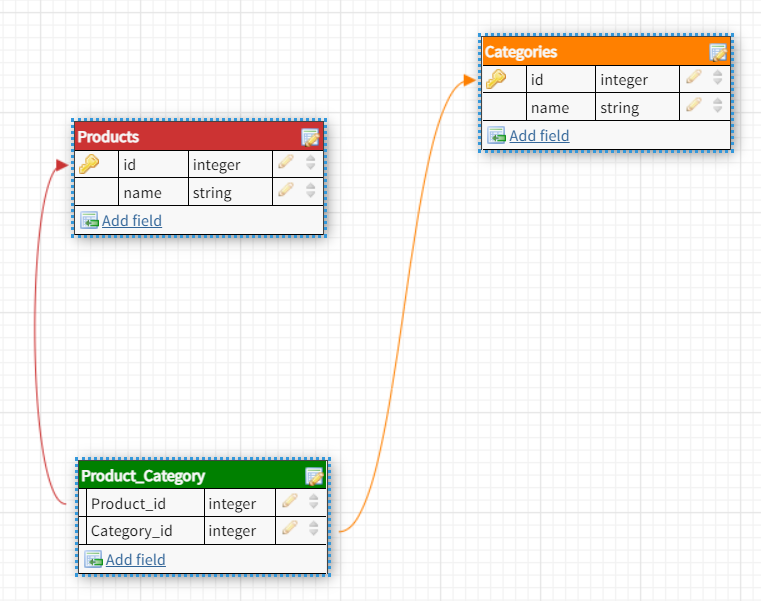 Categories
id integer
name string
Add field
Products
id integer
name string
Add field
Product_Category
Product_id integer
Category_id integer
Add field